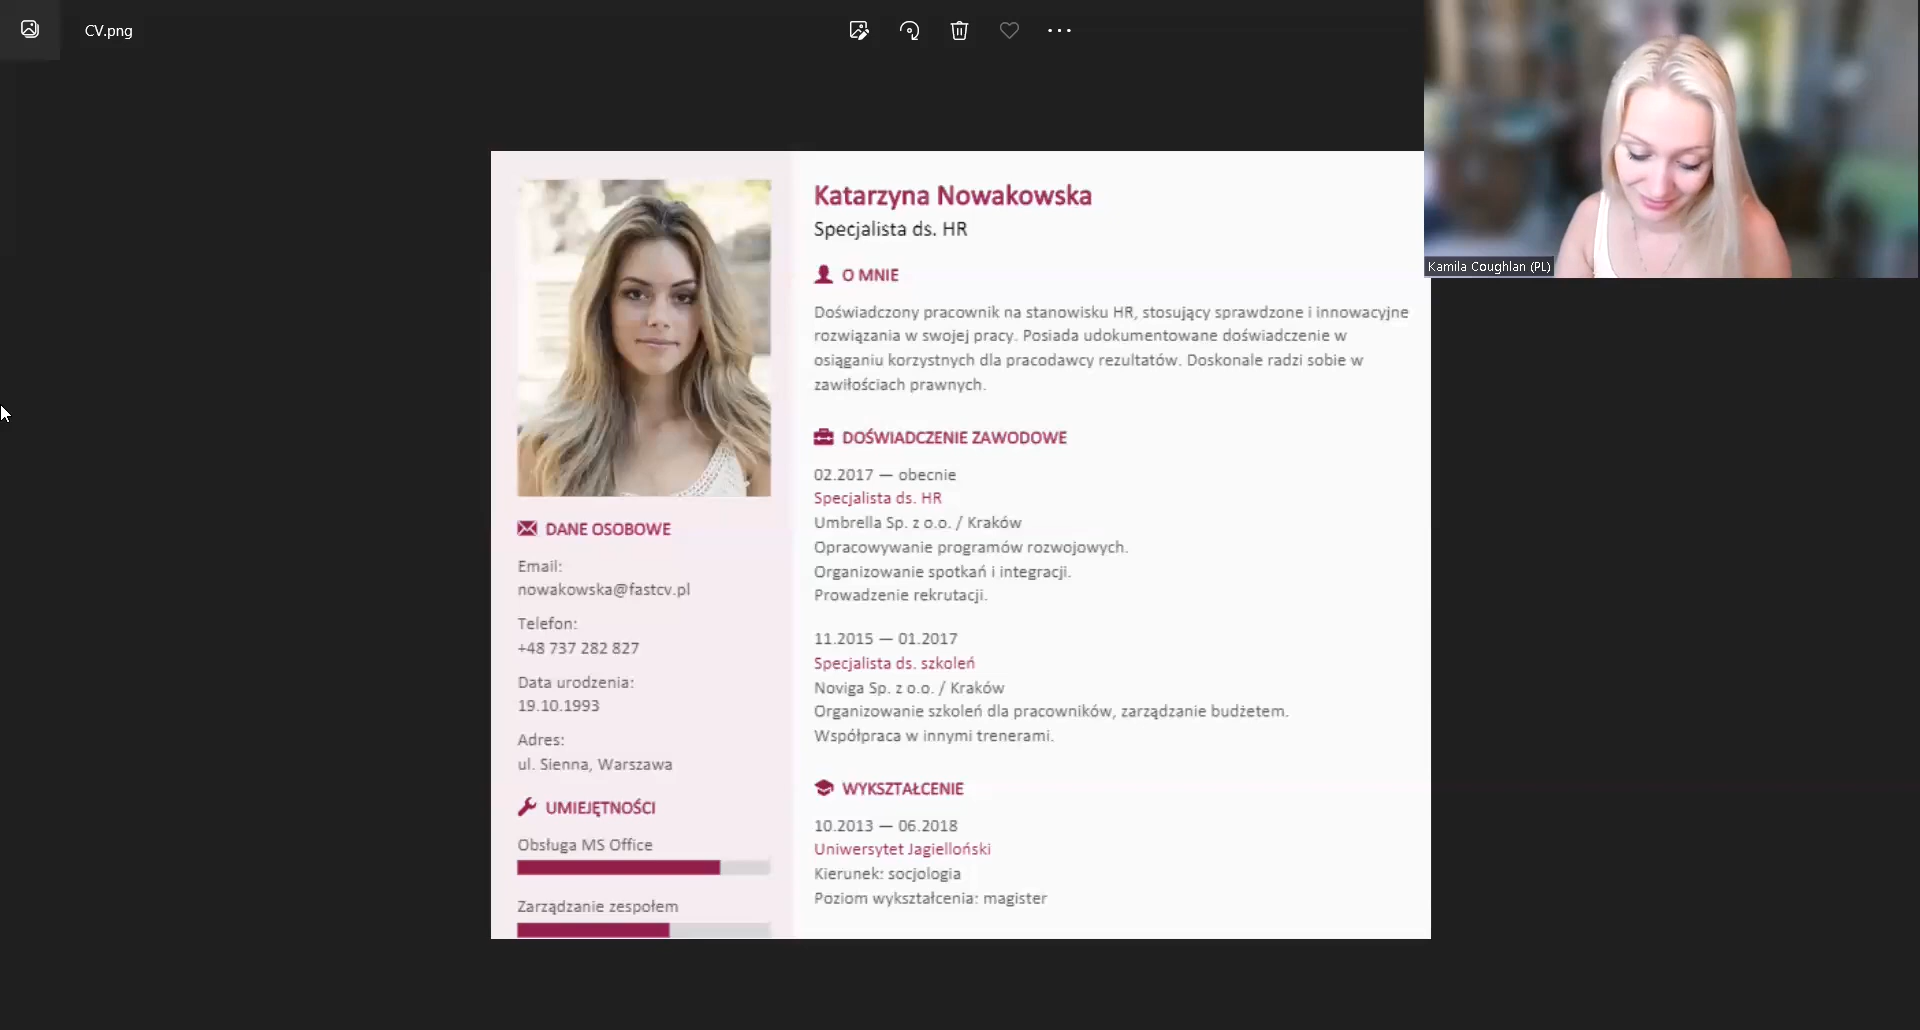 CV.png
Kamila Coughlan (PL)
Katarzyna Nowakowska
Specjalista ds. HR
O MNIE
Doświadczony pracownik na stanowisku HR, stosujący sprawdzone i innowacyjne
rozwiązania w swojej pracy. Posiada udokumentowane doświadczenie w
osiąganiu korzystnych dla pracodawcy rezultatów. Doskonale radzi sobie w
zawiłościach prawnych.
DOŚWIADCZENIE ZAWODOWE
02.2017 — obecnie
Specjalista ds. HR
Umbrella Sp. z o.o. / Kraków
Opracowywanie programów rozwojowych.
Organizowanie spotkań i integracji.
Prowadzenie rekrutacji.
11.2015 — 01.2017
Specjalista ds. szkoleń
Noviga Sp. z o.o. / Kraków
Organizowanie szkoleń dla pracowników, zarządzanie budżetem.
Współpraca w innymi trenerami.
WYKSZTAŁCENIE
10.2013 — 06.2018
Uniwersytet Jagielloński
Kierunek: socjologia
Poziom wykształcenia: magister
DANE OSOBOWE
Email:
nowakowska@fastcv.pl
Telefon:
+48 737 282 827
Data urodzenia:
19.10.1993
Adres:
ul. Sienna, Warszawa
UMIEJĘTNOŚCI
Obsługa MS Office
Zarządzanie zespołem